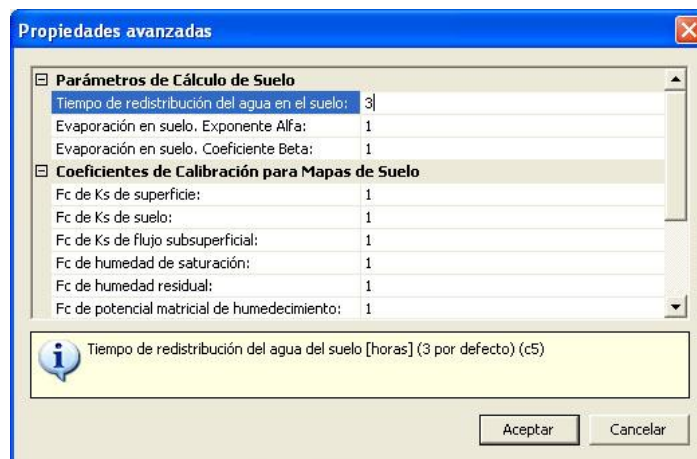 Propiedades avanzadas
Parámetros de Cálculo de Suelo
Tiempo de redistribución del agua en el suelo: 3
Evaporación en suelo. Exponente Alfa: 1
Evaporación en suelo. Coeficiente Beta: 1
Coeficientes de Calibración para Mapas de Suelo
Fc de Ks de superficie: 1
Fc de Ks de suelo: 1
Fc de Ks de flujo subsuperficial: 1
Fc de humedad de saturación: 1
Fc de humedad residual: 1
Fc de potencial matricial de humedecimiento: 1
Tiempo de redistribución del agua del suelo [horas] (3 por defecto) (c5)
Aceptar Cancelar